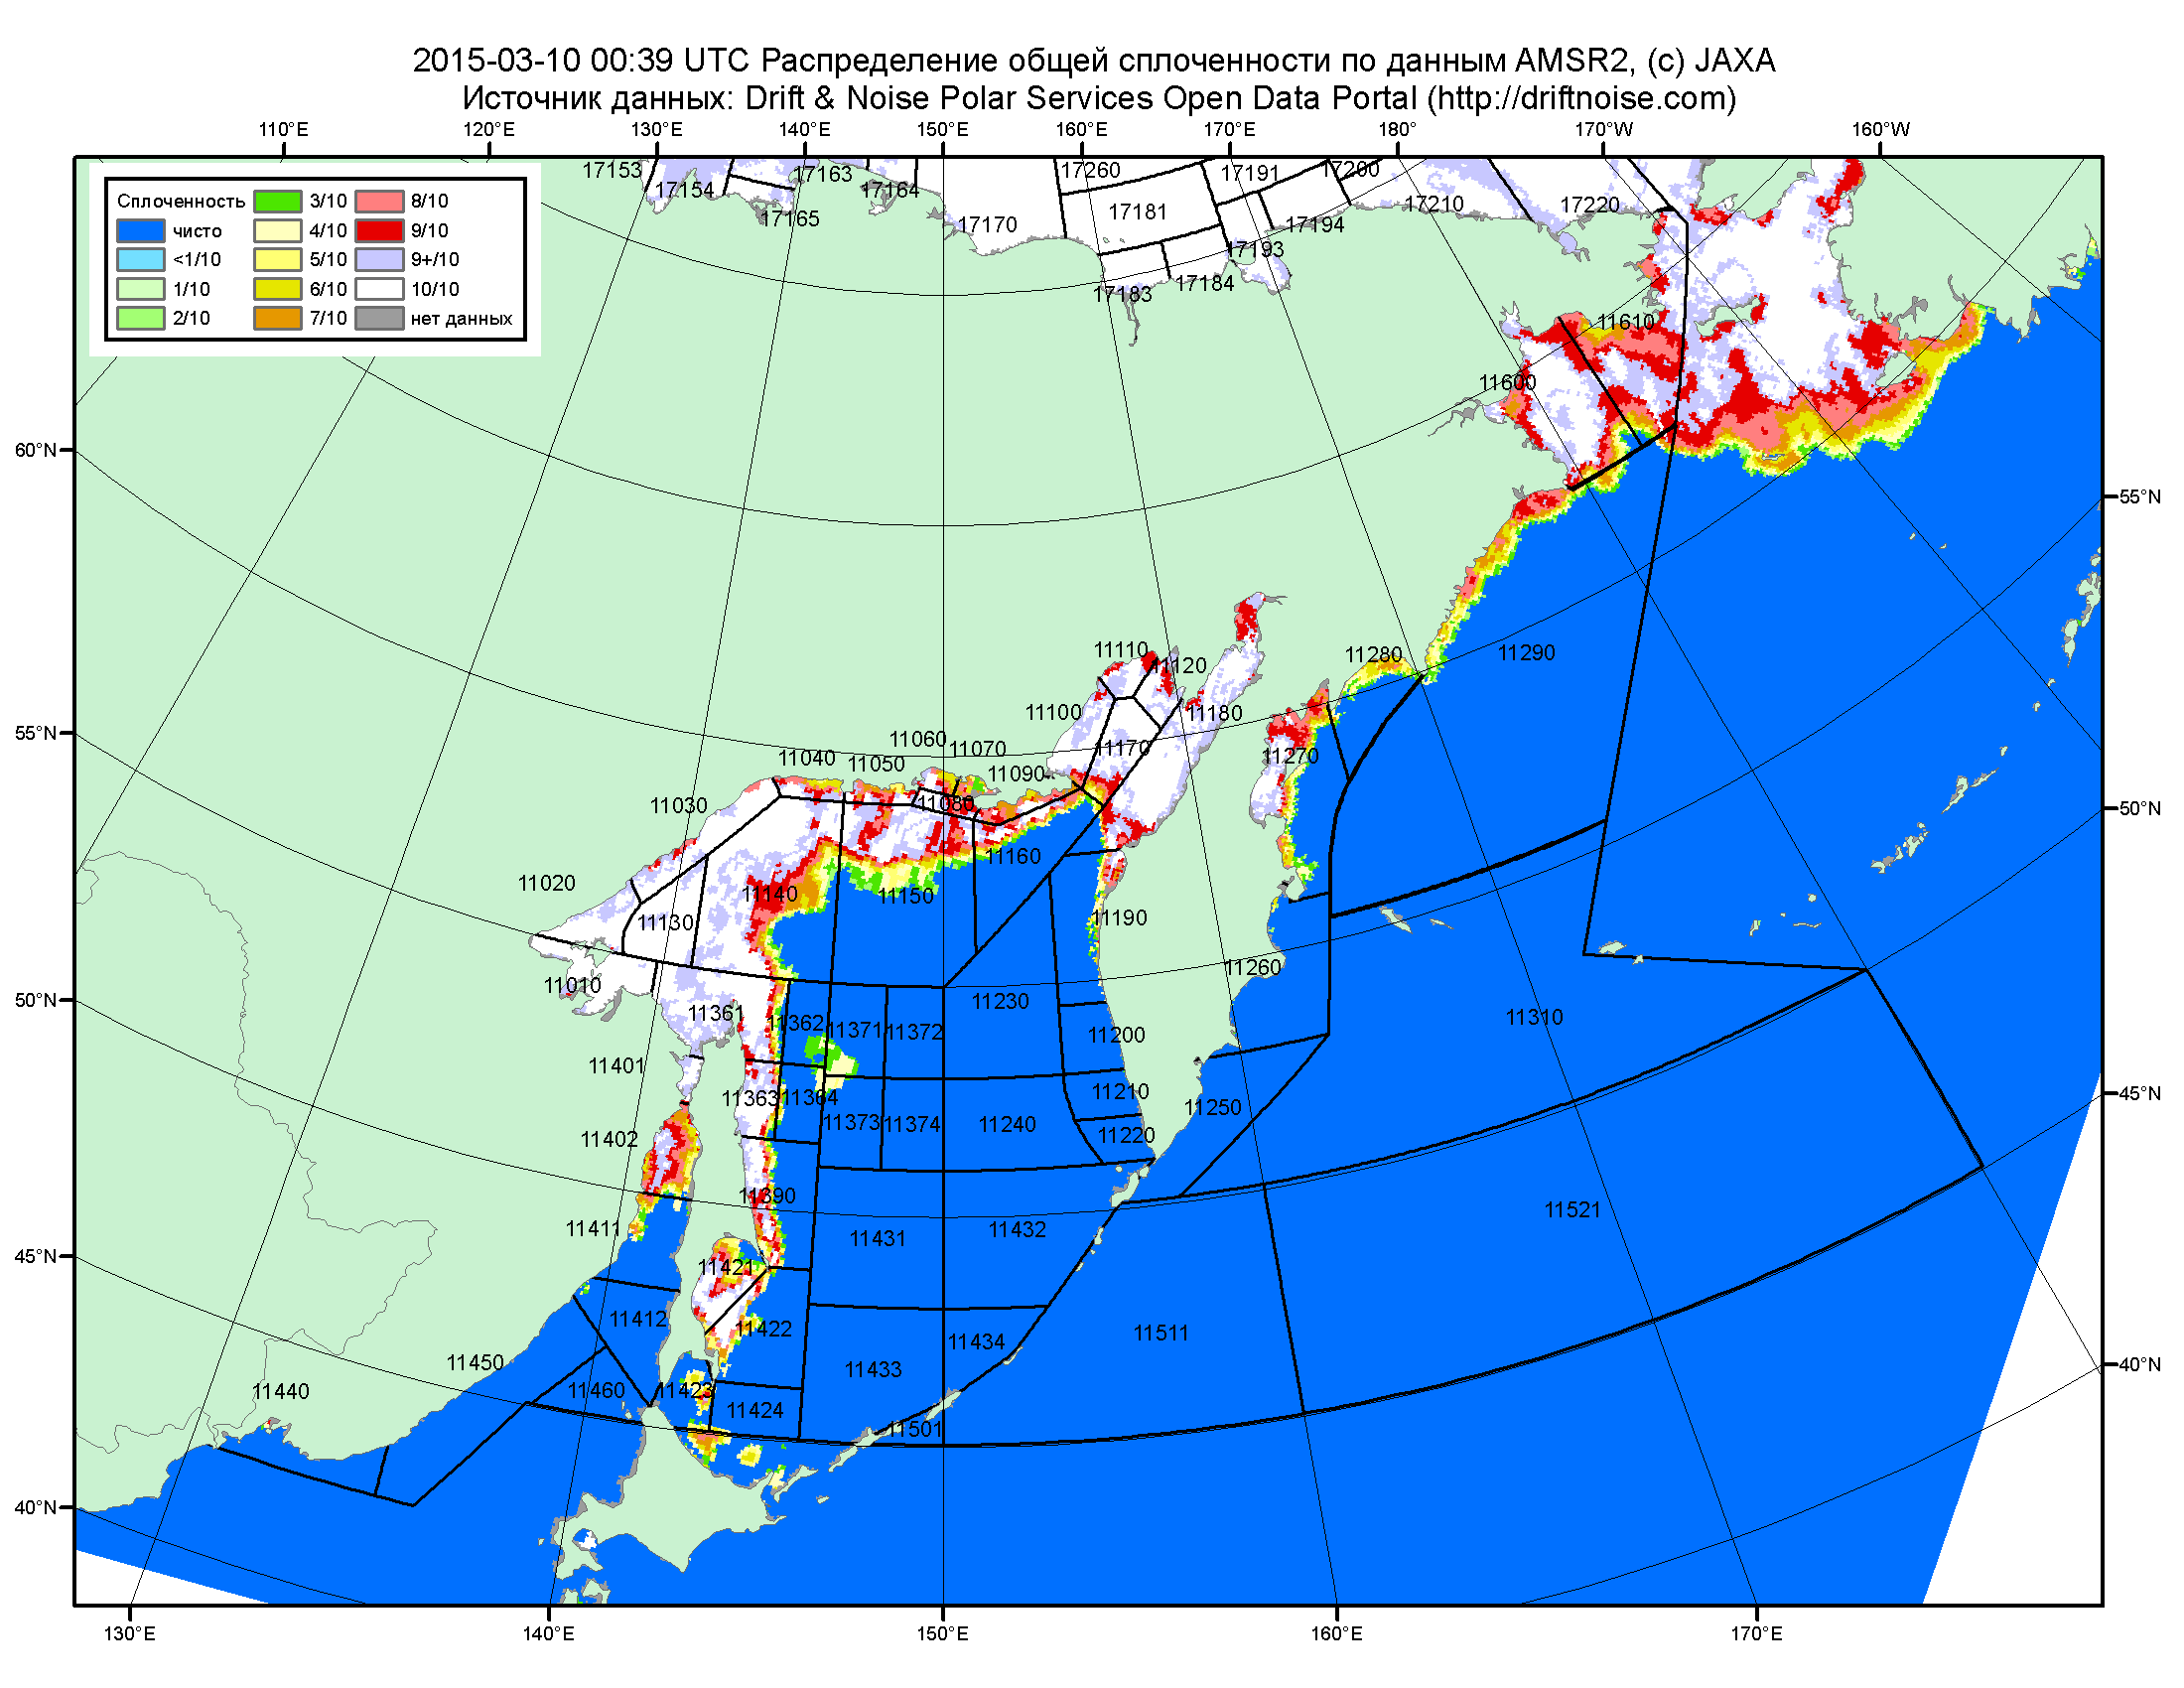 2015-03-10 00:39 UTC Распределение общей сплоченности по данным AMSR2, (c) JAXA
Источник данных: Drift & Noise Polar Services Open Data Portal (http://driftnoise.com)
110°E 120°E 130°E 140°E 150°E 160°E 170°E 180° 170°W 160°W
Сплоченность
чисто
<1/10
1/10
2/10
3/10
4/10
5/10
6/10
7/10
8/10
9/10
9+/10
10/10
нет данных
17153 17154 17163 17164 17165 17170
17260 17181 17191 17200 17210 17220
17194 17193 17184 17183
11610
11600
60°N
55°N
11290
11280
11110 11120
11100 11180
55°N
11170 11270
11060 11070
11040 11050 11090
11030 11080
50°N
11160
11020 11140 11150
11130 11190
11260
11010
50°N
11361 11362 11371 11372 11230 11310
11200
11401
11363 11364 11210
45°N
11373 11374 11240 11250
11402 11220
11390
11411 11431 11432 11521
45°N
11421
11412 11422 11511
11434
11450 11433
40°N
11440 11460 11423
11424
11501
40°N
130°E 140°E 150°E 160°E 170°E